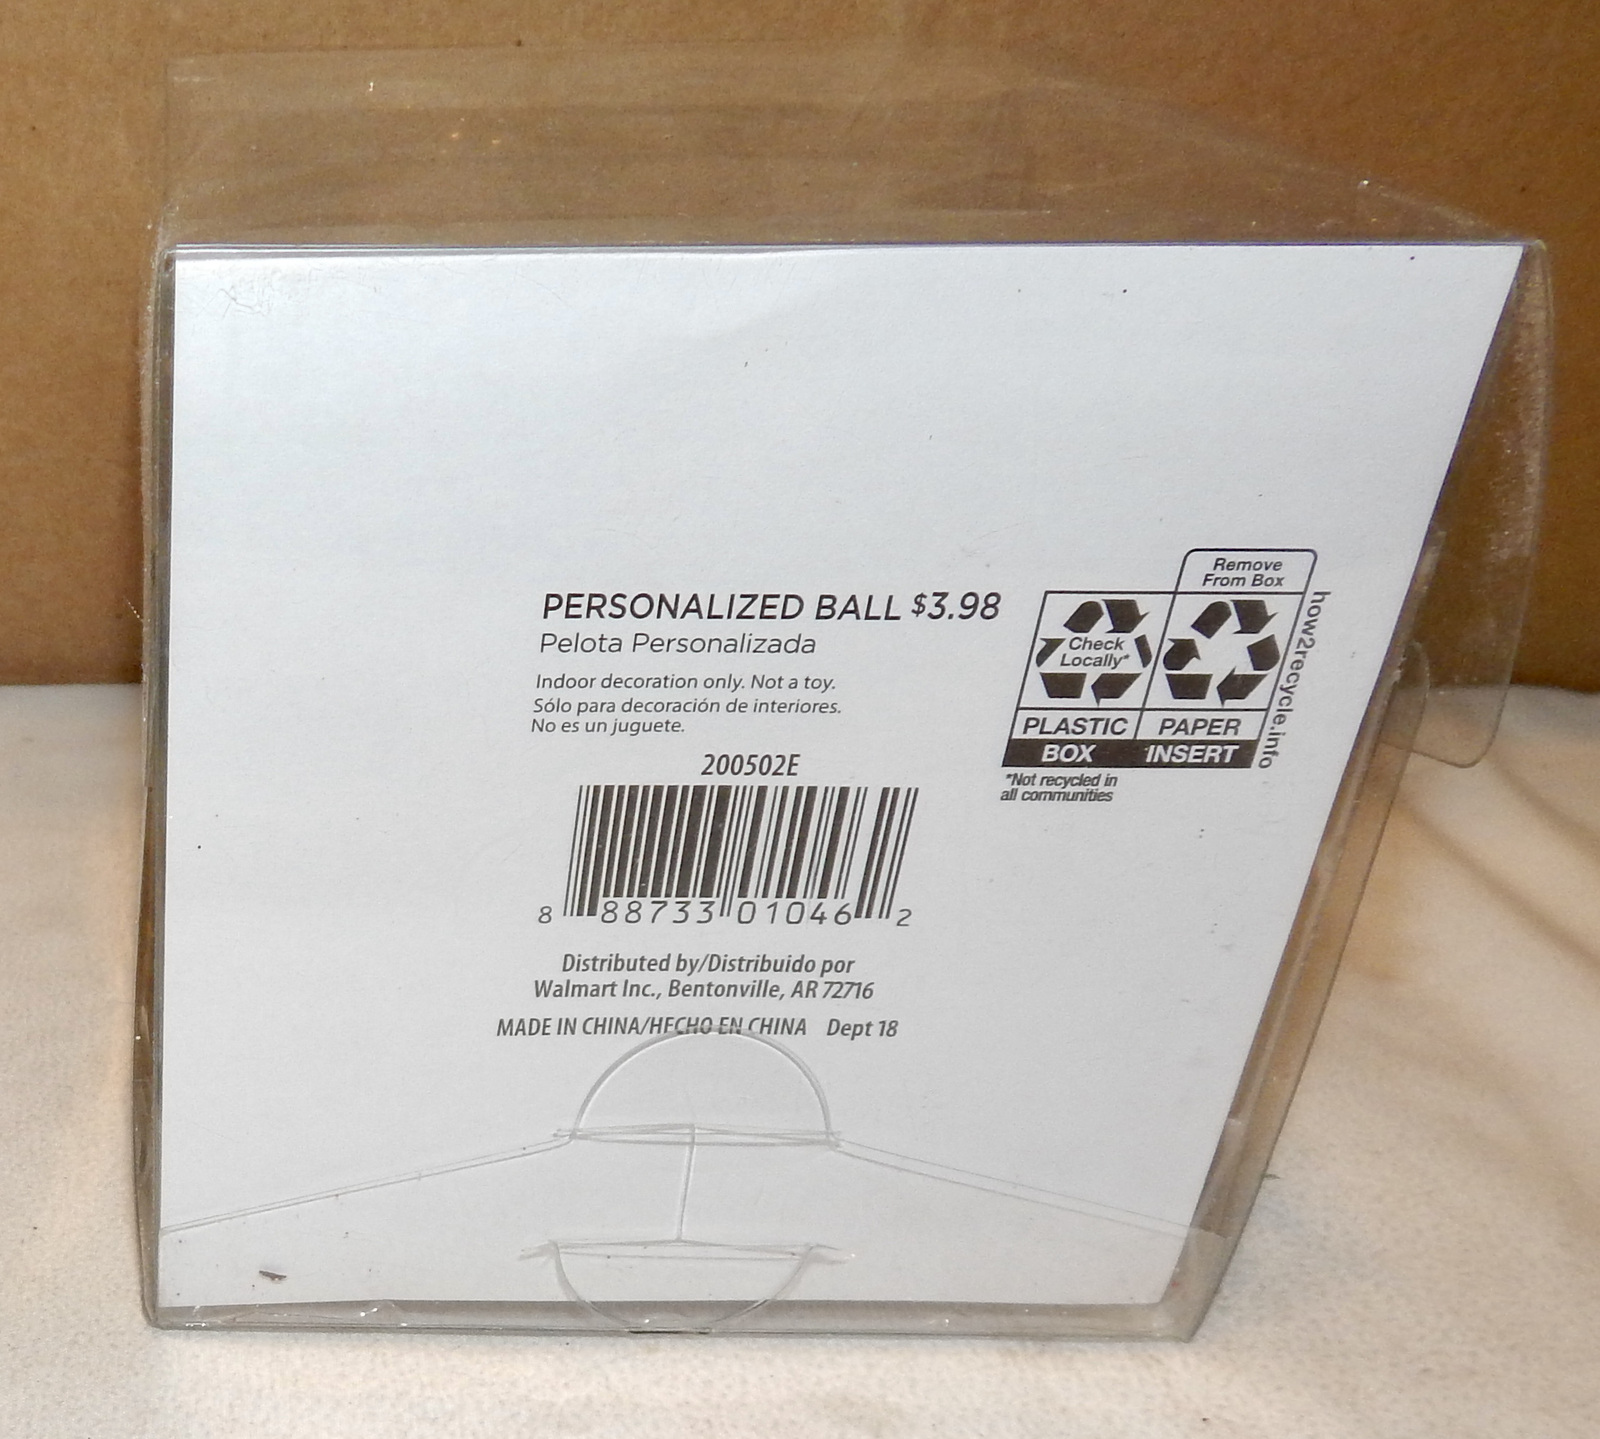 PERSONALIZED BALL $3.98
Pelota Personalizada
Indoor decoration only. Not a toy.
Sólo para decoración de interiores.
No es un juguete.
200502E
8 88733 01046 2
Distributed by/Distribuido por
Walmart Inc., Bentonville, AR 72716
MADE IN CHINA/HECHO EN CHINA Dept 18
Remove
From Box
Check
Locally*
PLASTIC
BOX
PAPER
INSERT
*Not recycled in
all communities
how2recycle.info